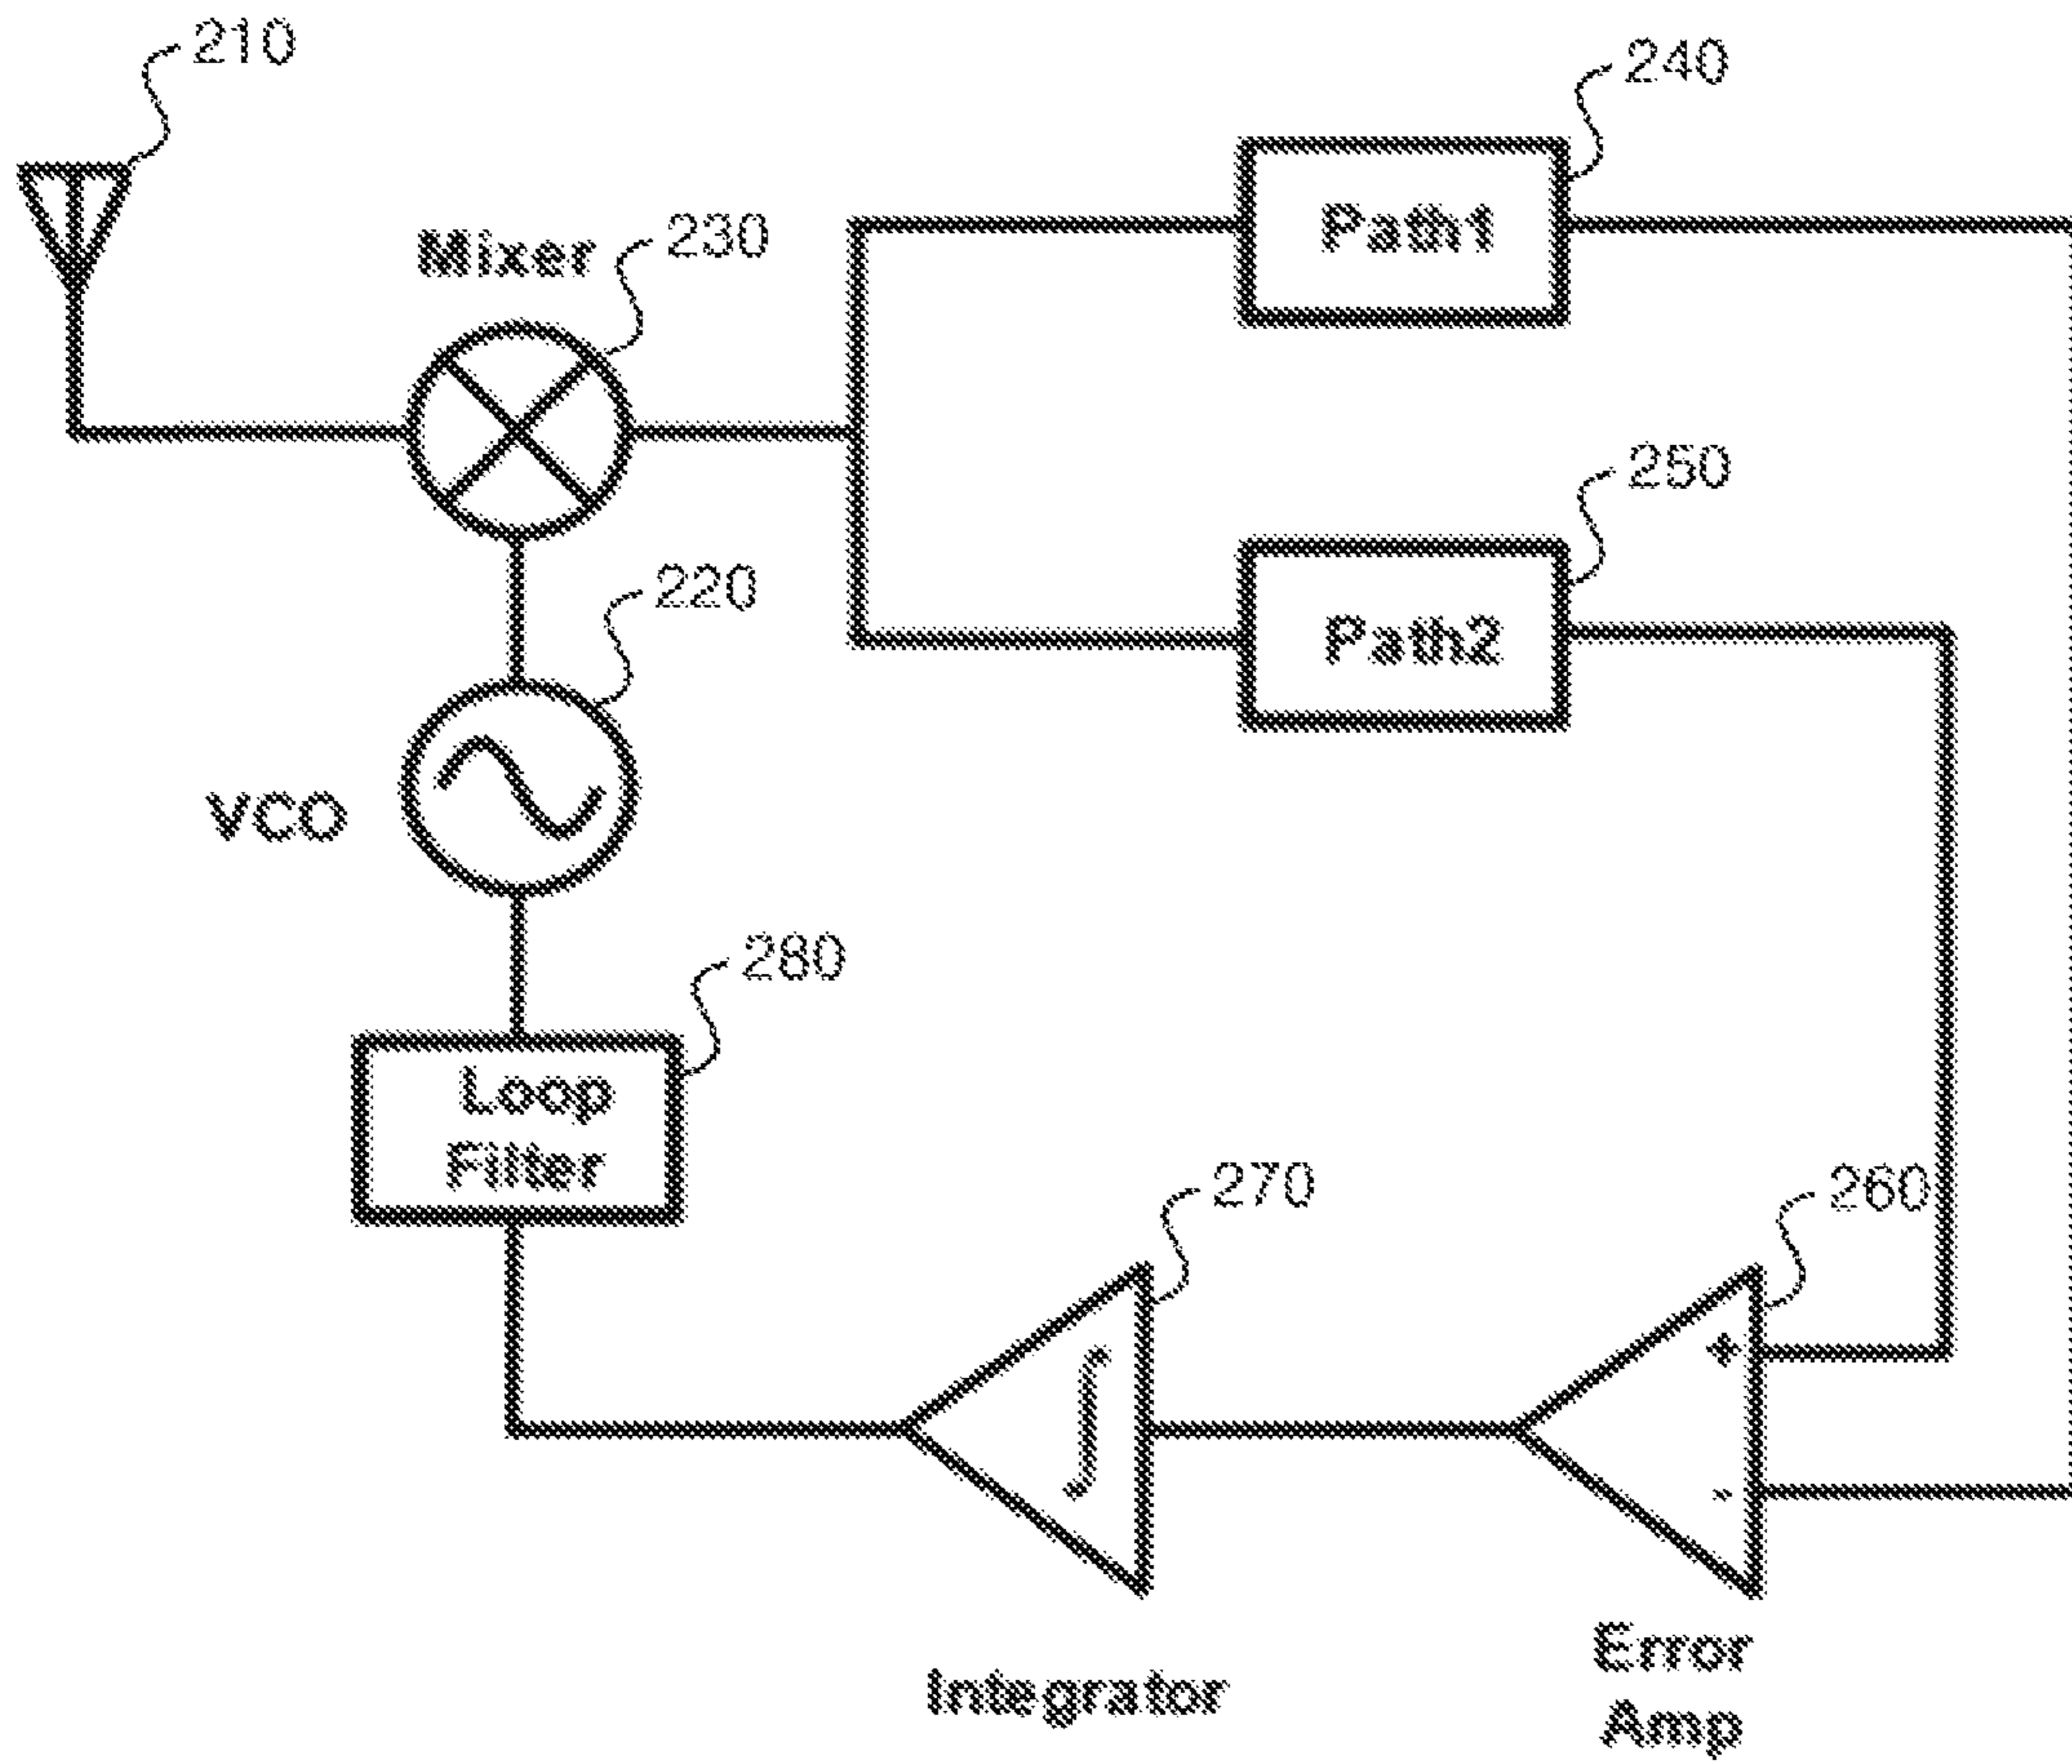 210
240
Mixer
230
Path1
250
220
Path2
VCO
280
Loop
Filter
270
260
+
∫
-
Error
Amp
Integrator